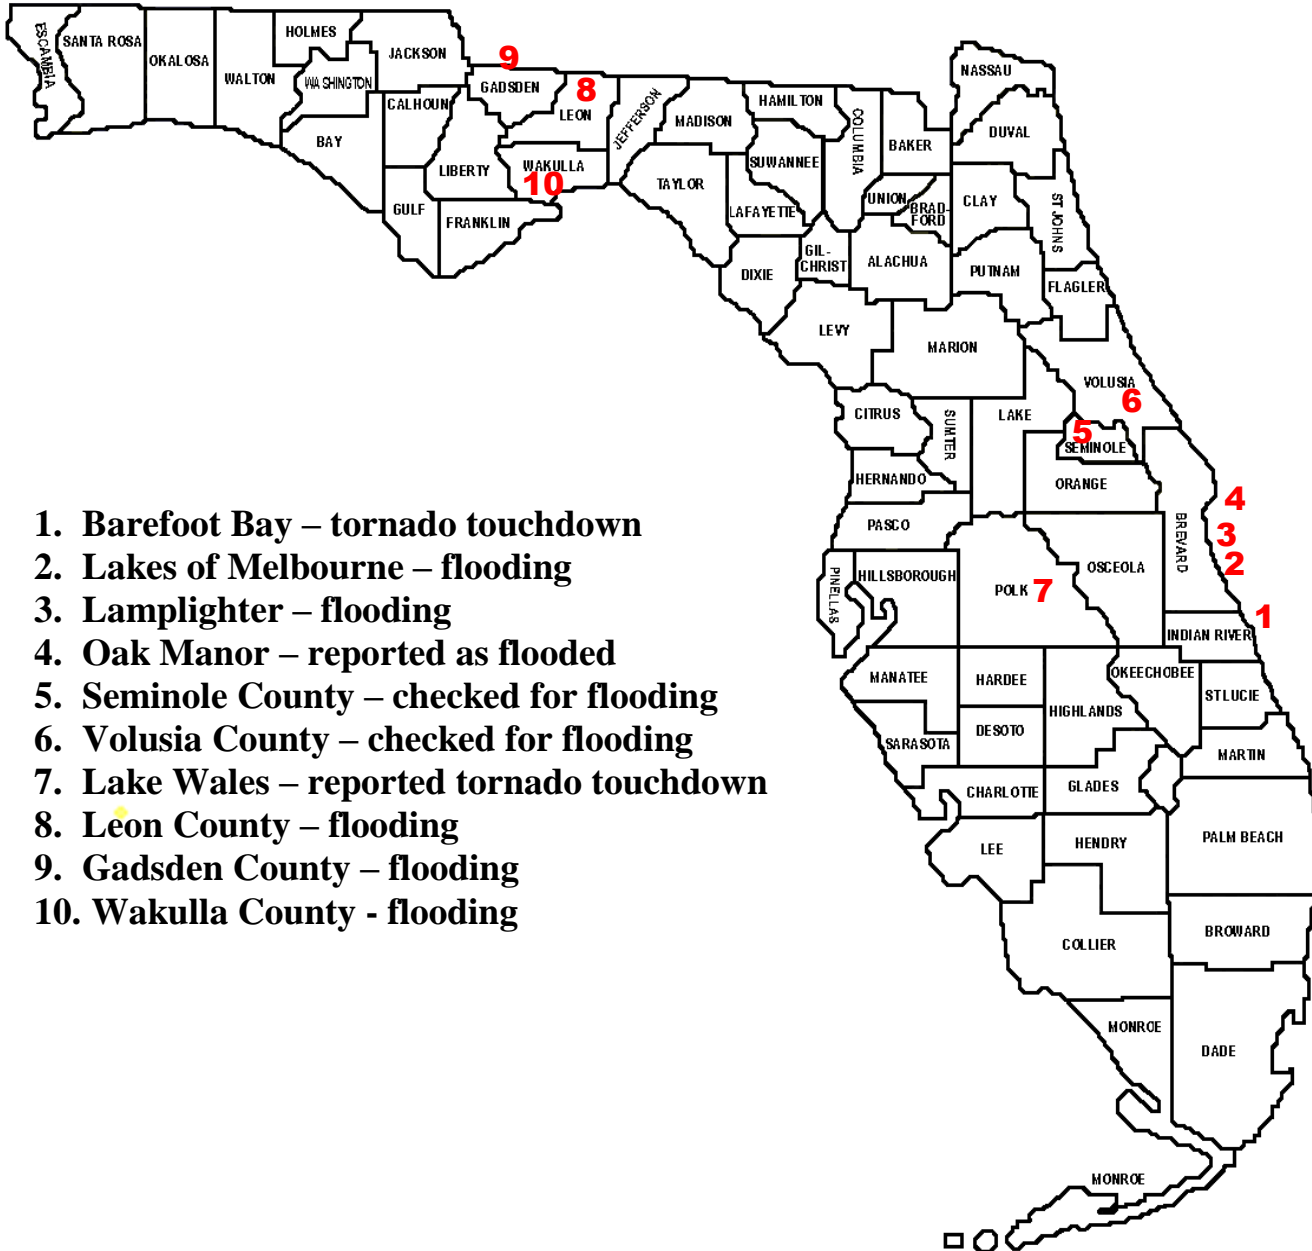 ESCAMBIA
SANTA ROSA
OKALOSA
WALTON
HOLMES
WASHINGTON
JACKSON
BAY
CALHOUN
GULF
LIBERTY
FRANKLIN
9
GADSDEN
8
LEON
WAKULLA
10
JEFFERSON
MADISON
TAYLOR
HAMILTON
SUWANNEE
LAFAYETTE
COLUMBIA
DIXIE
GIL-
CHRIST
BAKER
UNION
BRAD-
FORD
ALACHUA
NASSAU
DUVAL
CLAY
ST JOHNS
PUTNAM
FLAGLER
LEVY
MARION
VOLUSIA
6
CITRUS
SUMTER
LAKE
5
SEMINOLE
HERNANDO
ORANGE
PASCO
4
3
2
BREVARD
PINELLAS
HILLSBOROUGH
POLK
7
OSCEOLA
1
INDIAN RIVER
MANATEE
HARDEE
HIGHLANDS
OKEECHOBEE
ST LUCIE
SARASOTA
DESOTO
MARTIN
CHARLOTTE
GLADES
LEE
HENDRY
PALM BEACH
COLLIER
BROWARD
MONROE
DADE
MONROE
1. Barefoot Bay – tornado touchdown
2. Lakes of Melbourne – flooding
3. Lamplighter – flooding
4. Oak Manor – reported as flooded
5. Seminole County – checked for flooding
6. Volusia County – checked for flooding
7. Lake Wales – reported tornado touchdown
8. Leon County – flooding
9. Gadsden County – flooding
10. Wakulla County - flooding